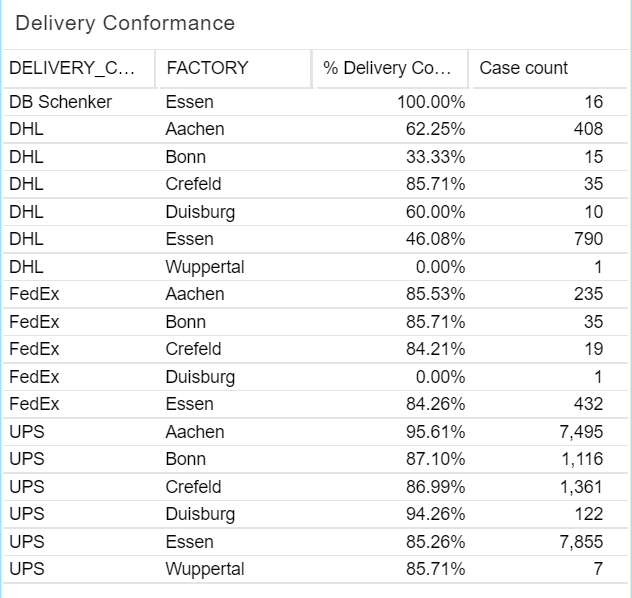 Delivery Conformance
DELIVERY_C... FACTORY % Delivery Co... Case count
DB Schenker Essen 100.00% 16
DHL Aachen 62.25% 408
DHL Bonn 33.33% 15
DHL Crefeld 85.71% 35
DHL Duisburg 60.00% 10
DHL Essen 46.08% 790
DHL Wuppertal 0.00% 1
FedEx Aachen 85.53% 235
FedEx Bonn 85.71% 35
FedEx Crefeld 84.21% 19
FedEx Duisburg 0.00% 1
FedEx Essen 84.26% 432
UPS Aachen 95.61% 7,495
UPS Bonn 87.10% 1,116
UPS Crefeld 86.99% 1,361
UPS Duisburg 94.26% 122
UPS Essen 85.26% 7,855
UPS Wuppertal 85.71% 7